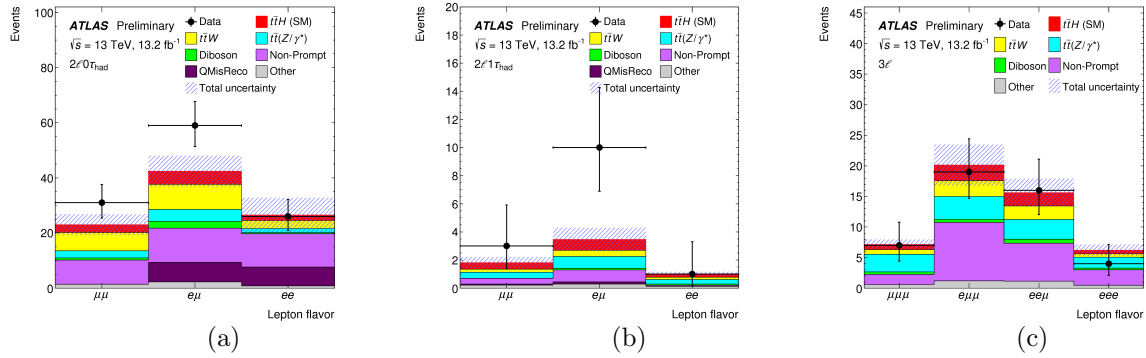 Events
100
80
60
40
20
0
ATLAS Preliminary
√s = 13 TeV, 13.2 fb⁻¹
2ℓ0τhad
Data
tt̄H (SM)
tt̄W
tt̄(Z/γ*)
Diboson
Non-Prompt
QMisReco
Other
Total uncertainty
μμ eμ ee
Lepton flavor
(a)
Events
20
18
16
14
12
10
8
6
4
2
0
ATLAS Preliminary
√s = 13 TeV, 13.2 fb⁻¹
2ℓ1τhad
Data
tt̄H (SM)
tt̄W
tt̄(Z/γ*)
Diboson
Non-Prompt
QMisReco
Other
Total uncertainty
μμ eμ ee
Lepton flavor
(b)
Events
45
40
35
30
25
20
15
10
5
0
ATLAS Preliminary
√s = 13 TeV, 13.2 fb⁻¹
3ℓ
Data
tt̄H (SM)
tt̄W
tt̄(Z/γ*)
Diboson
Non-Prompt
Other
Total uncertainty
μμμ eμμ eeμ eee
Lepton flavor
(c)